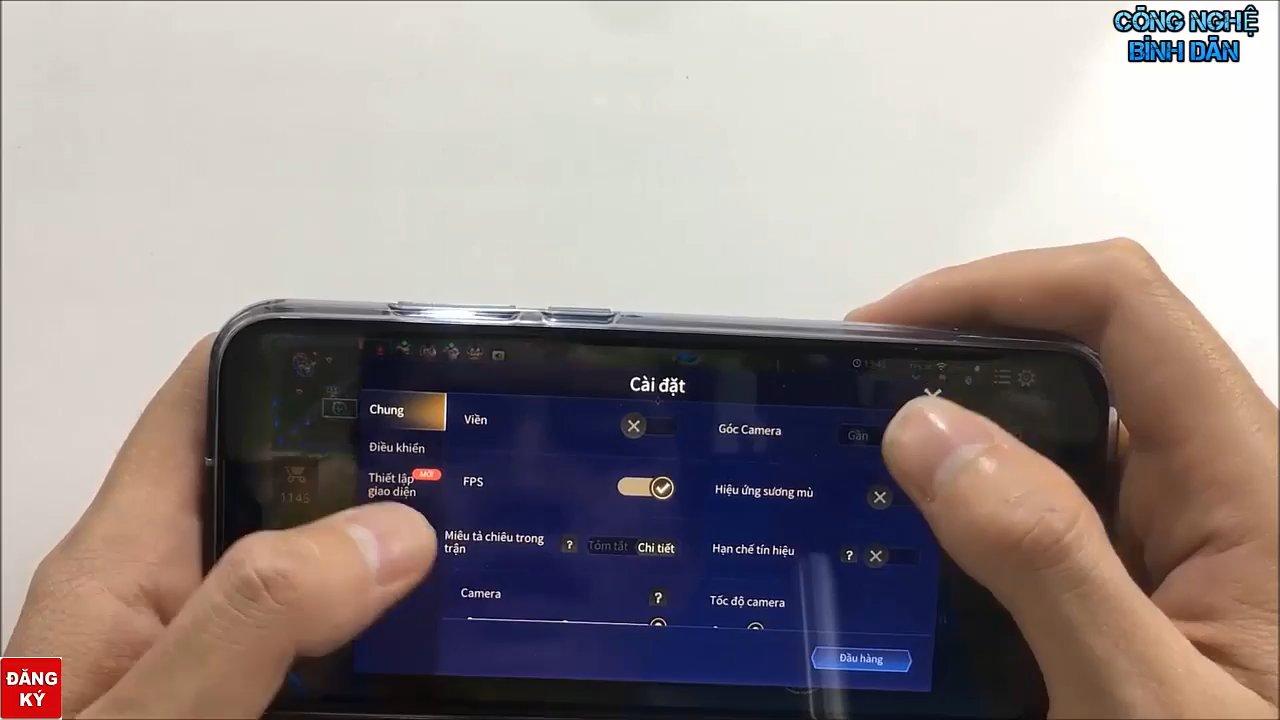 CÔNG NGHỆ
BÌNH DÂN
13:45
Cài đặt
Chung
Viền
Góc Camera
Gần
Điều khiển
Thiết lập
MỚI
giao diện
FPS
Hiệu ứng sương mù
1145
Miêu tả chiêu trong
trận
?
Tóm tắt
Chi tiết
Hạn chế tín hiệu
?
Camera
?
Tốc độ camera
Đầu hàng
ĐĂNG
KÝ